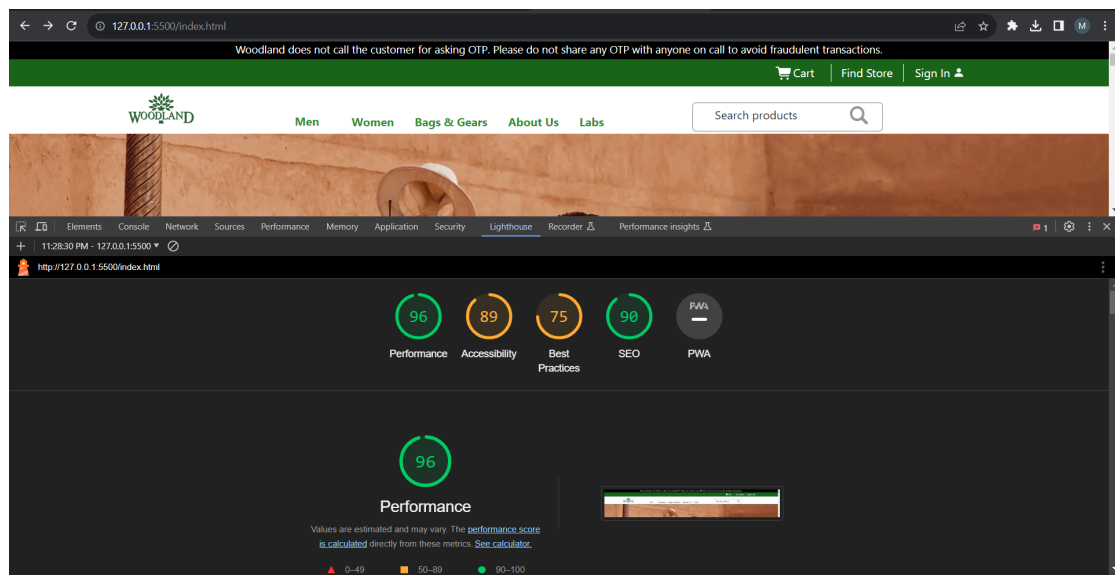 127.0.0.1:5500/index.html
M
Woodland does not call the customer for asking OTP. Please do not share any OTP with anyone on call to avoid fraudulent transactions.
Cart Find Store Sign In
WOODLAND
Men Women Bags & Gears About Us Labs
Search products
Elements Console Network Sources Performance Memory Application Security Lighthouse Recorder Performance insights 1
11:28:30 PM - 127.0.0.1:5500
http://127.0.0.1:5500/index.html
96 89 75 90 PWA
Performance Accessibility Best Practices SEO PWA
96
Performance
Values are estimated and may vary. The performance score
is calculated directly from these metrics. See calculator.
0–49 50–89 90–100